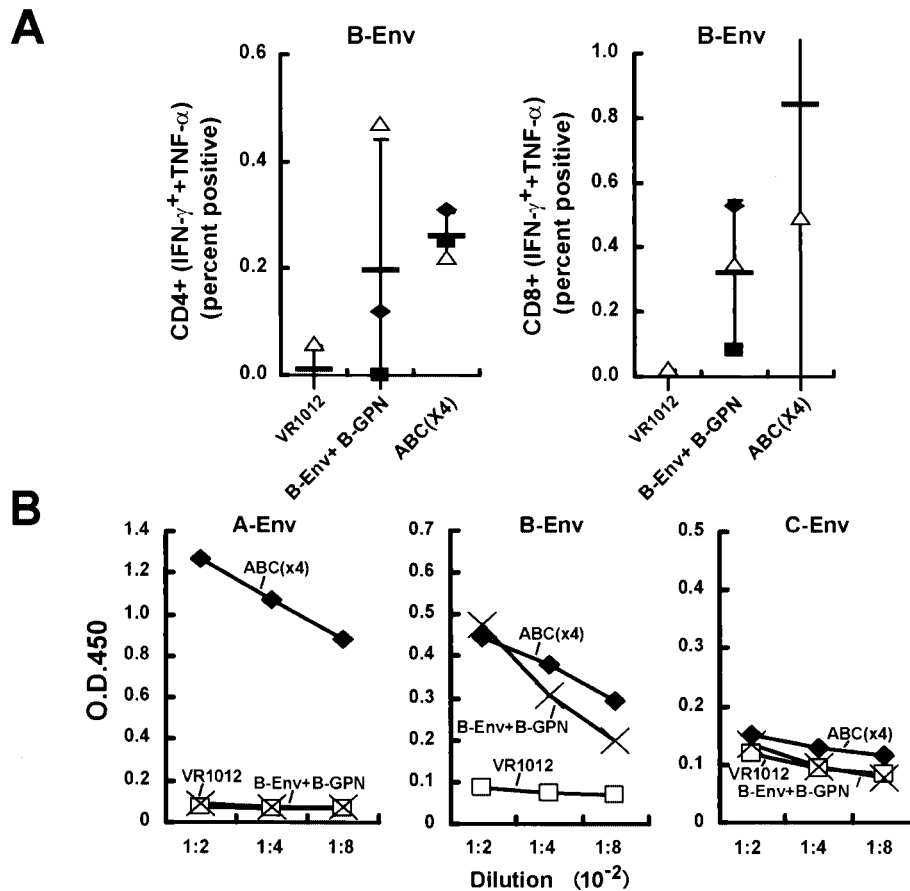 A
B-Env
B-Env
CD4+ (IFN-γ⁺+TNF-α)
(percent positive)
0.6
0.4
0.2
0.0
VR1012
B-Env+ B-GPN
ABC(X4)
CD8+ (IFN-γ⁺+TNF-α)
(percent positive)
1.0
0.8
0.6
0.4
0.2
0.0
VR1012
B-Env+ B-GPN
ABC(X4)
B
A-Env
B-Env
C-Env
O.D.450
1.4
1.2
1.0
0.8
0.6
0.4
0.2
0
ABC(x4)
VR1012
B-Env+B-GPN
1:2
1:4
1:8
0.7
0.6
0.5
0.4
0.3
0.2
0.1
0
ABC(x4)
B-Env+B-GPN
VR1012
1:2
1:4
1:8
0.5
0.4
0.3
0.2
0.1
0
ABC(x4)
VR1012
B-Env+B-GPN
1:2
1:4
1:8
Dilution (10⁻²)